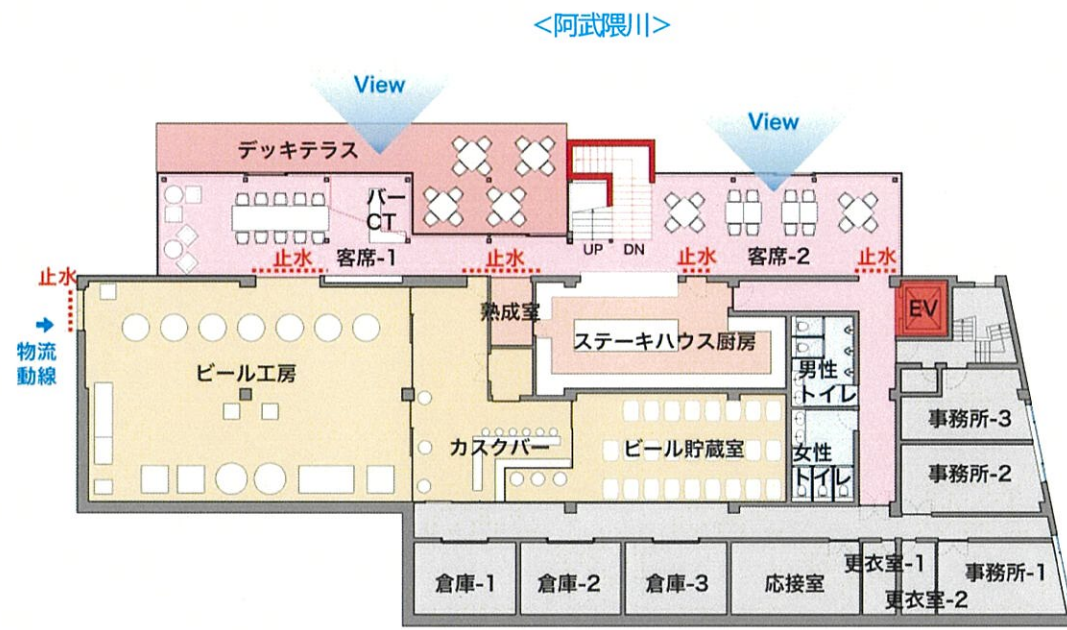 <阿武隈川>
View
View
デッキテラス
バー
CT
UP
DN
止水
客席-1
止水
止水
客席-2
止水
止水
物流
動線
熟成室
EV
ステーキハウス厨房
ビール工房
男性
トイレ
事務所-3
カスクバー
ビール貯蔵室
女性
トイレ
事務所-2
倉庫-1
倉庫-2
倉庫-3
応接室
更衣室-1
更衣室-2
事務所-1